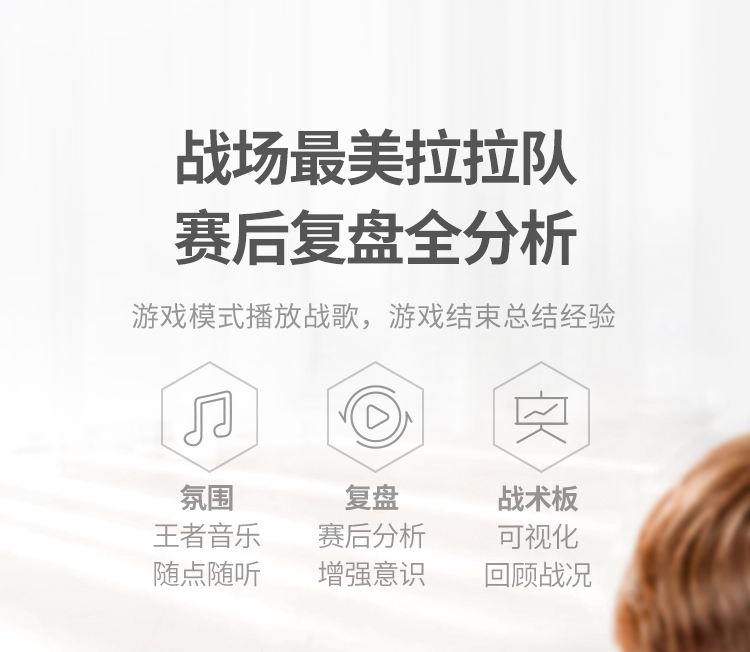 战场最美拉拉队
赛后复盘全分析
游戏模式播放战歌，游戏结束总结经验
氛围
王者音乐
随点随听
复盘
赛后分析
增强意识
战术板
可视化
回顾战况